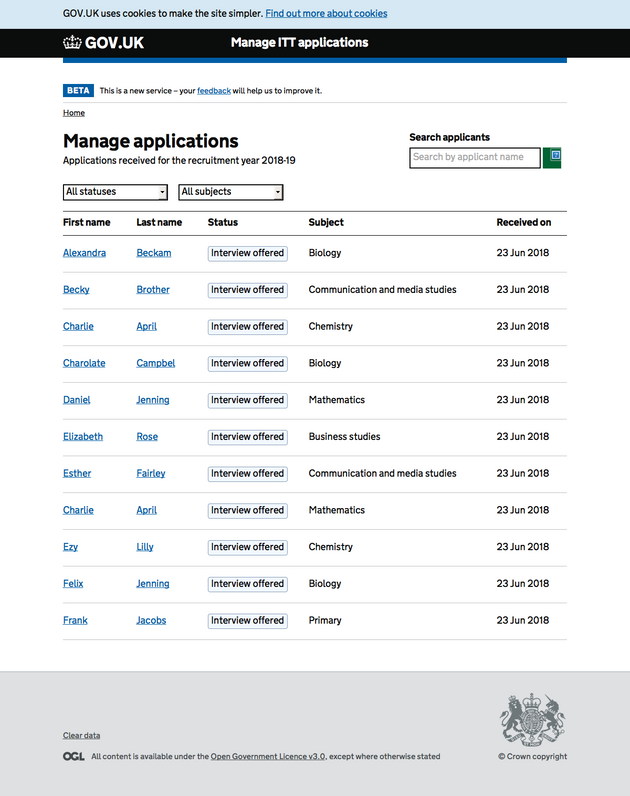 GOV.UK uses cookies to make the site simpler. Find out more about cookies
GOV.UK Manage ITT applications
BETA This is a new service – your feedback will help us to improve it.
Home
Manage applications
Applications received for the recruitment year 2018-19
Search applicants
Search by applicant name
All statuses All subjects
First name Last name Status Subject Received on
Alexandra Beckam Interview offered Biology 23 Jun 2018
Becky Brother Interview offered Communication and media studies 23 Jun 2018
Charlie April Interview offered Chemistry 23 Jun 2018
Charolate Campbel Interview offered Biology 23 Jun 2018
Daniel Jenning Interview offered Mathematics 23 Jun 2018
Elizabeth Rose Interview offered Business studies 23 Jun 2018
Esther Fairley Interview offered Communication and media studies 23 Jun 2018
Charlie April Interview offered Mathematics 23 Jun 2018
Ezy Lilly Interview offered Chemistry 23 Jun 2018
Felix Jenning Interview offered Biology 23 Jun 2018
Frank Jacobs Interview offered Primary 23 Jun 2018
Clear data
OGL All content is available under the Open Government Licence v3.0, except where otherwise stated
© Crown copyright